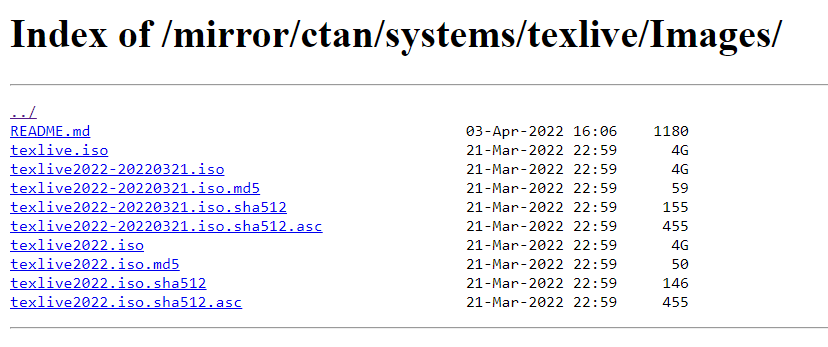 Index of /mirror/ctan/systems/texlive/Images/
../
README.md 03-Apr-2022 16:06 1180
texlive.iso 21-Mar-2022 22:59 4G
texlive2022-20220321.iso 21-Mar-2022 22:59 4G
texlive2022-20220321.iso.md5 21-Mar-2022 22:59 59
texlive2022-20220321.iso.sha512 21-Mar-2022 22:59 155
texlive2022-20220321.iso.sha512.asc 21-Mar-2022 22:59 455
texlive2022.iso 21-Mar-2022 22:59 4G
texlive2022.iso.md5 21-Mar-2022 22:59 50
texlive2022.iso.sha512 21-Mar-2022 22:59 146
texlive2022.iso.sha512.asc 21-Mar-2022 22:59 455